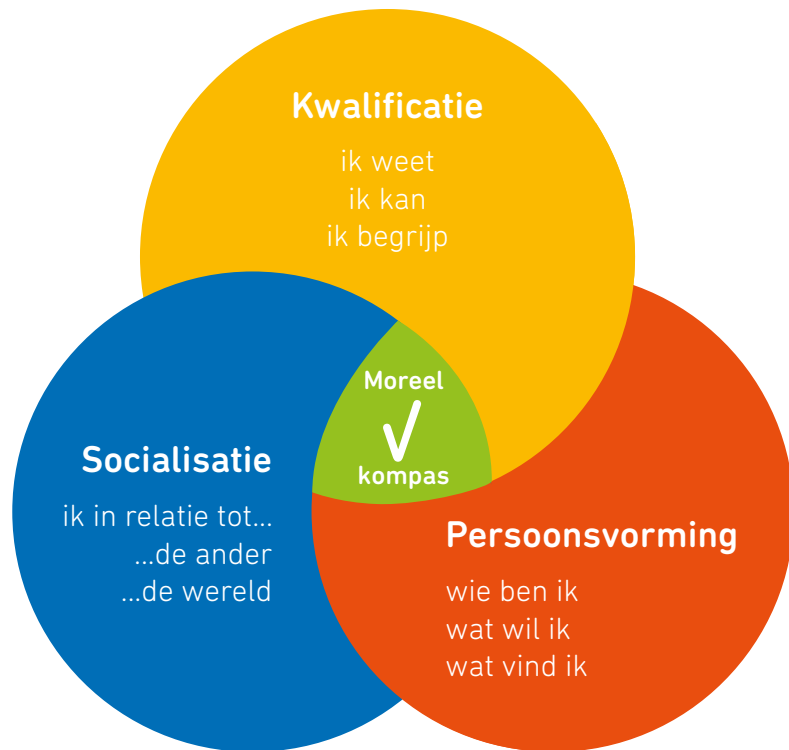 Kwalificatie
ik weet
ik kan
ik begrijp
Moreel
kompas
Socialisatie
ik in relatie tot...
...de ander
...de wereld
Persoonsvorming
wie ben ik
wat wil ik
wat vind ik